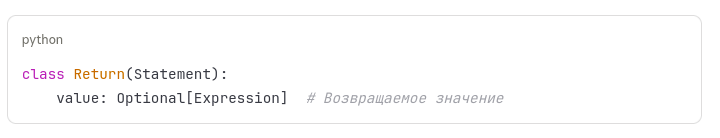 python
class Return(Statement):
    value: Optional[Expression]  # Возвращаемое значение